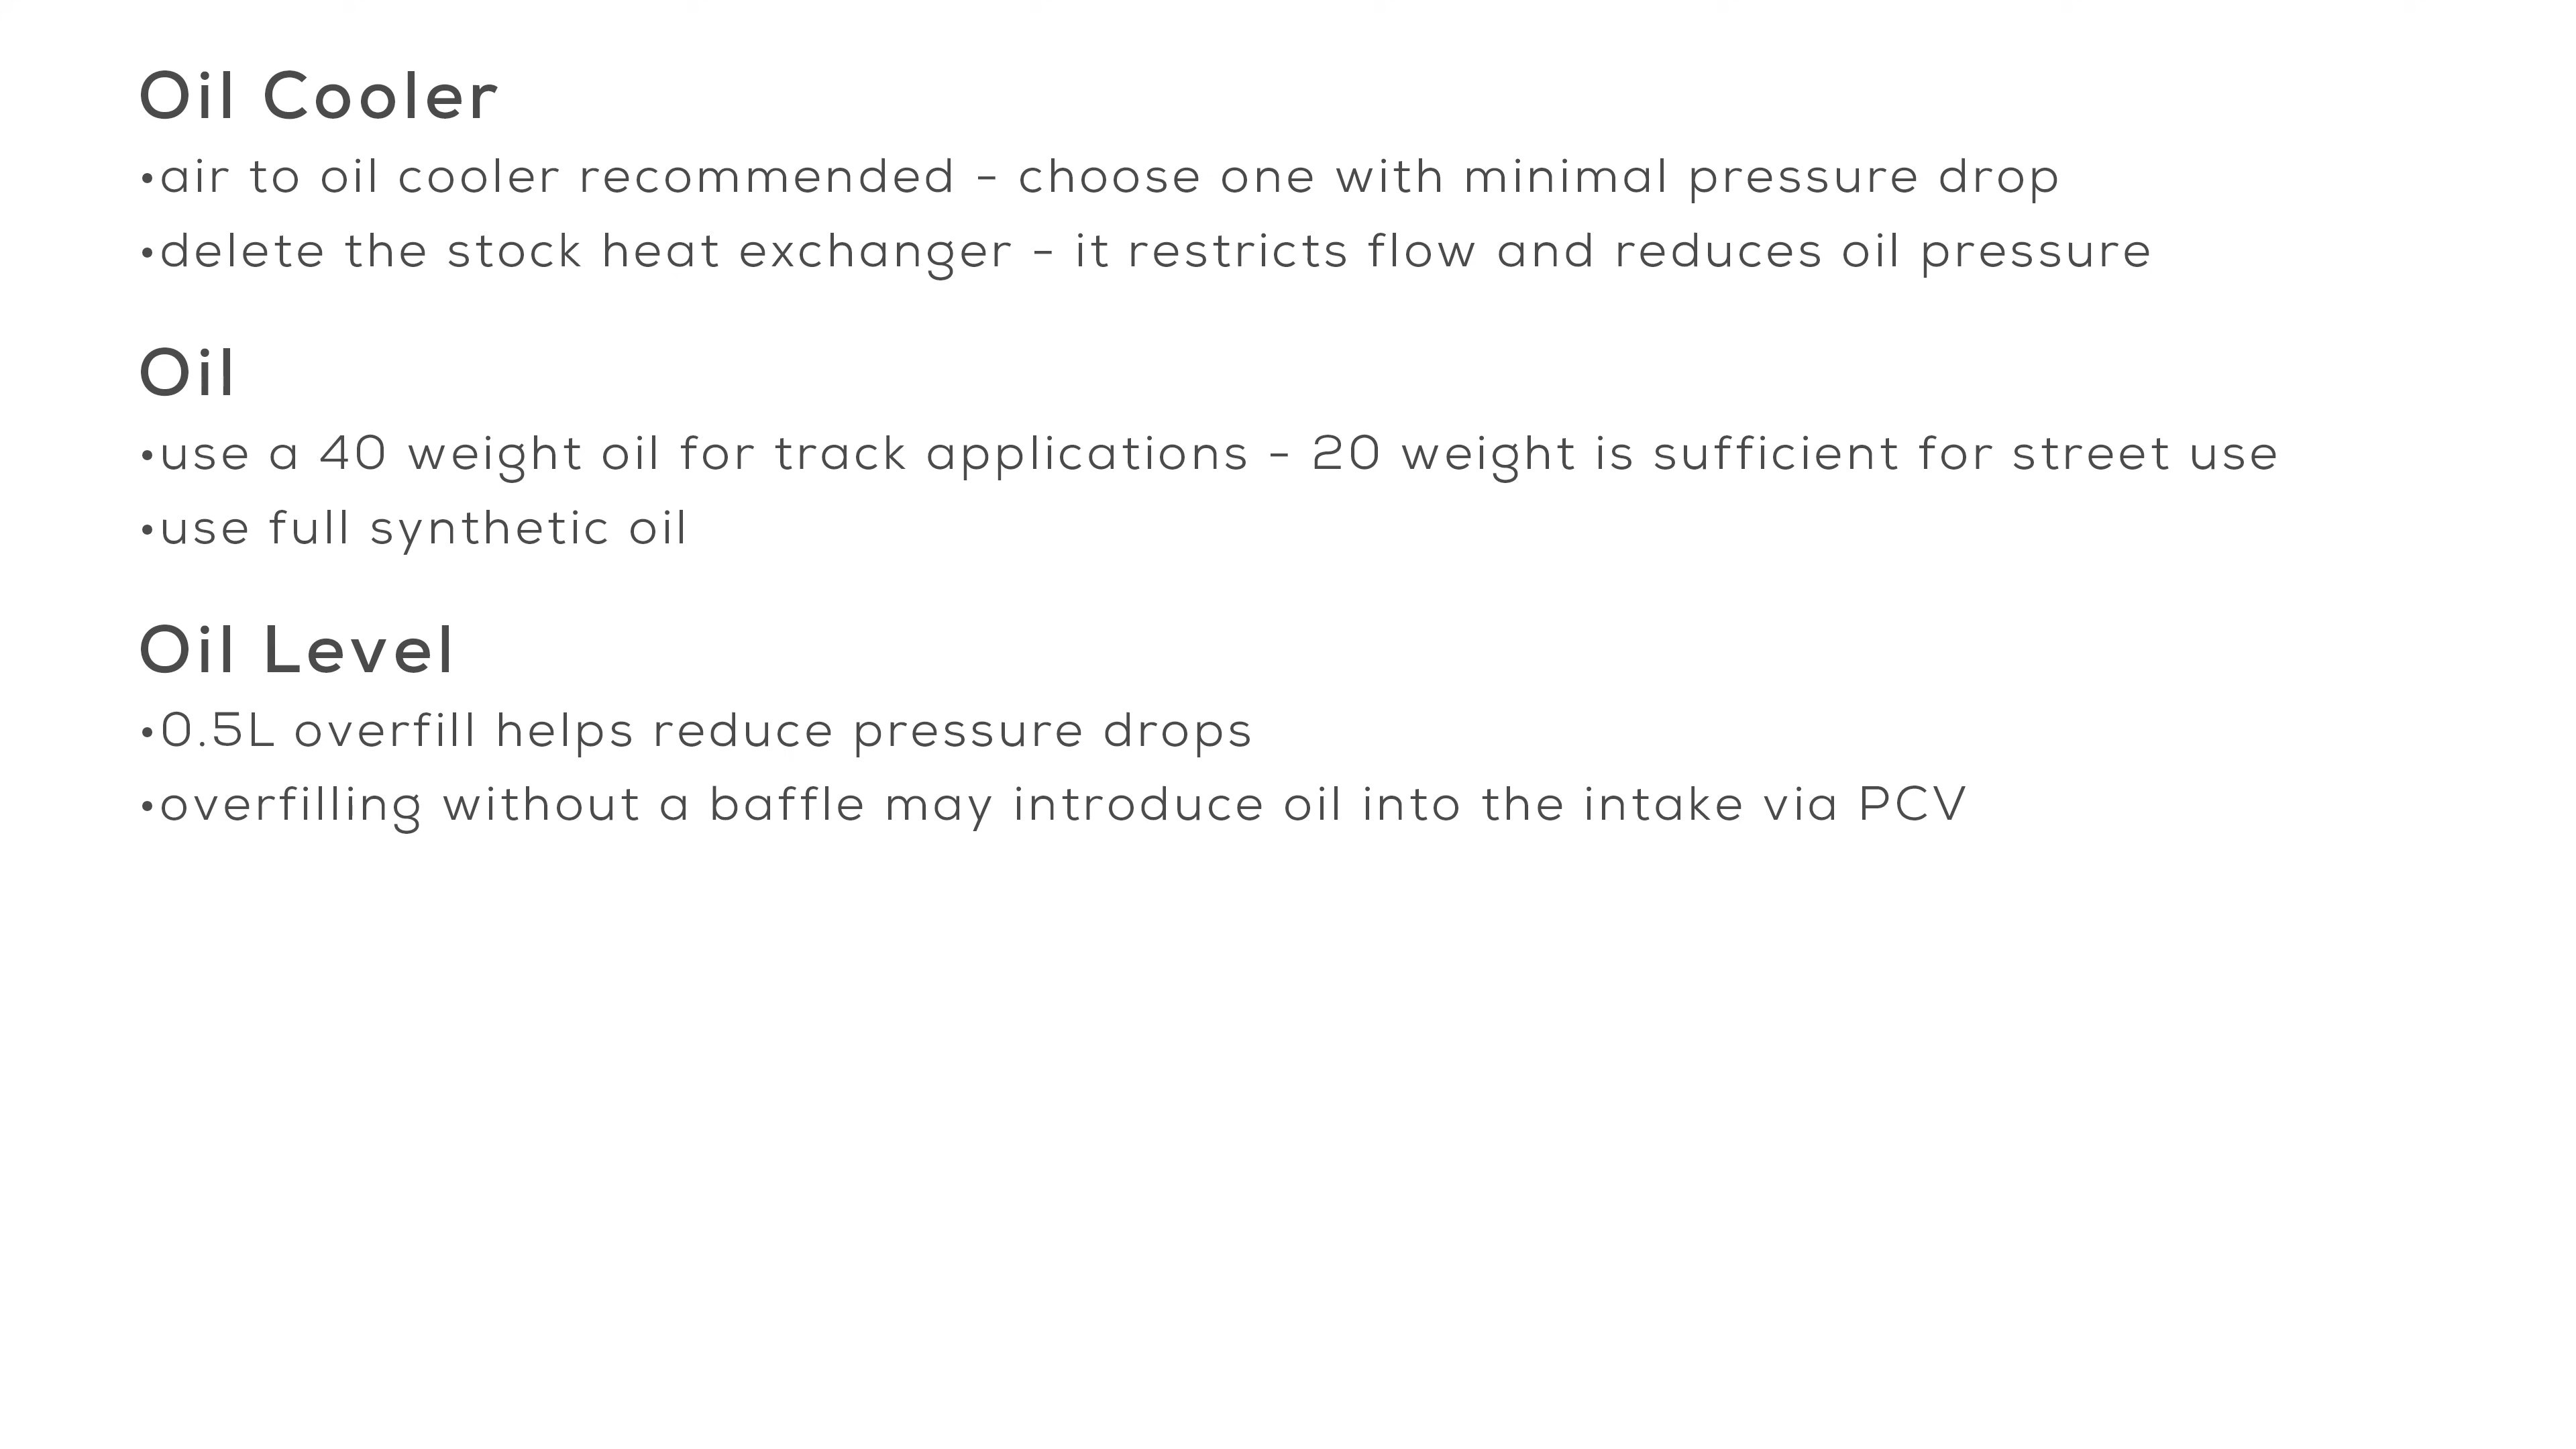 Oil Cooler
•air to oil cooler recommended - choose one with minimal pressure drop
•delete the stock heat exchanger - it restricts flow and reduces oil pressure
Oil
•use a 40 weight oil for track applications - 20 weight is sufficient for street use
•use full synthetic oil
Oil Level
•0.5L overfill helps reduce pressure drops
•overfilling without a baffle may introduce oil into the intake via PCV